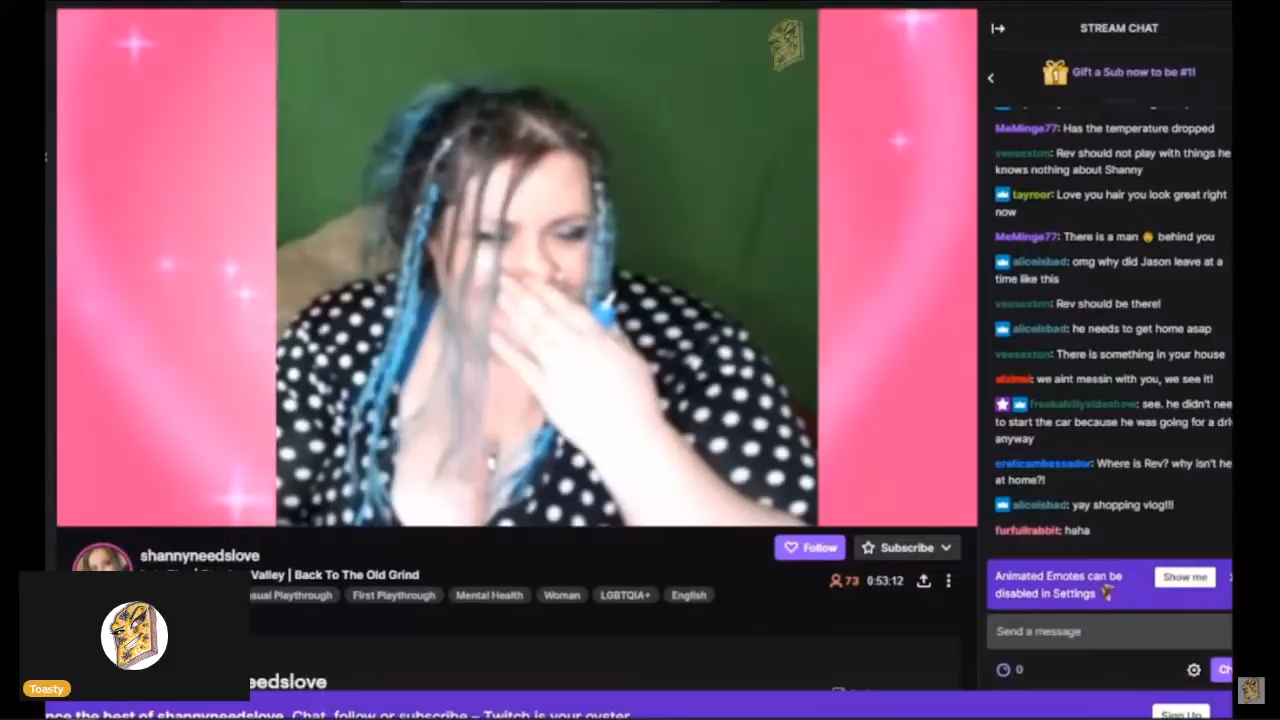 STREAM CHAT
1
Gift a Sub now to be #1!
MeMinge77: Has the temperature dropped
veesexton: Rev should not play with things he
knows nothing about Shanny
tayroor: Love you hair you look great right
now
MeMinge77: There is a man behind you
aliceisbad: omg why did Jason leave at a
time like this
veesexton: Rev should be there!
aliceisbad: he needs to get home asap
veesexton: There is something in your house
we aint messin with you, we see it!
freakabillysideshow: see. he didn't nee
to start the car because he was going for a dri
anyway
eraticambassador: Where is Rev? why isn't he
at home?!
aliceisbad: yay shopping vlog!!!
furfullrabbit: haha
shannyneedslove
Follow
Subscribe
Valley | Back To The Old Grind
73
0:53:12
sual Playthrough
First Playthrough
Mental Health
Woman
LGBTQIA+
English
Animated Emotes can be
disabled in Settings
Show me
Send a message
0
Ch
Toasty
eedslove
nce the best of shannyneedslove. Chat, follow or subscribe – Twitch is your oyster.
Sign Up